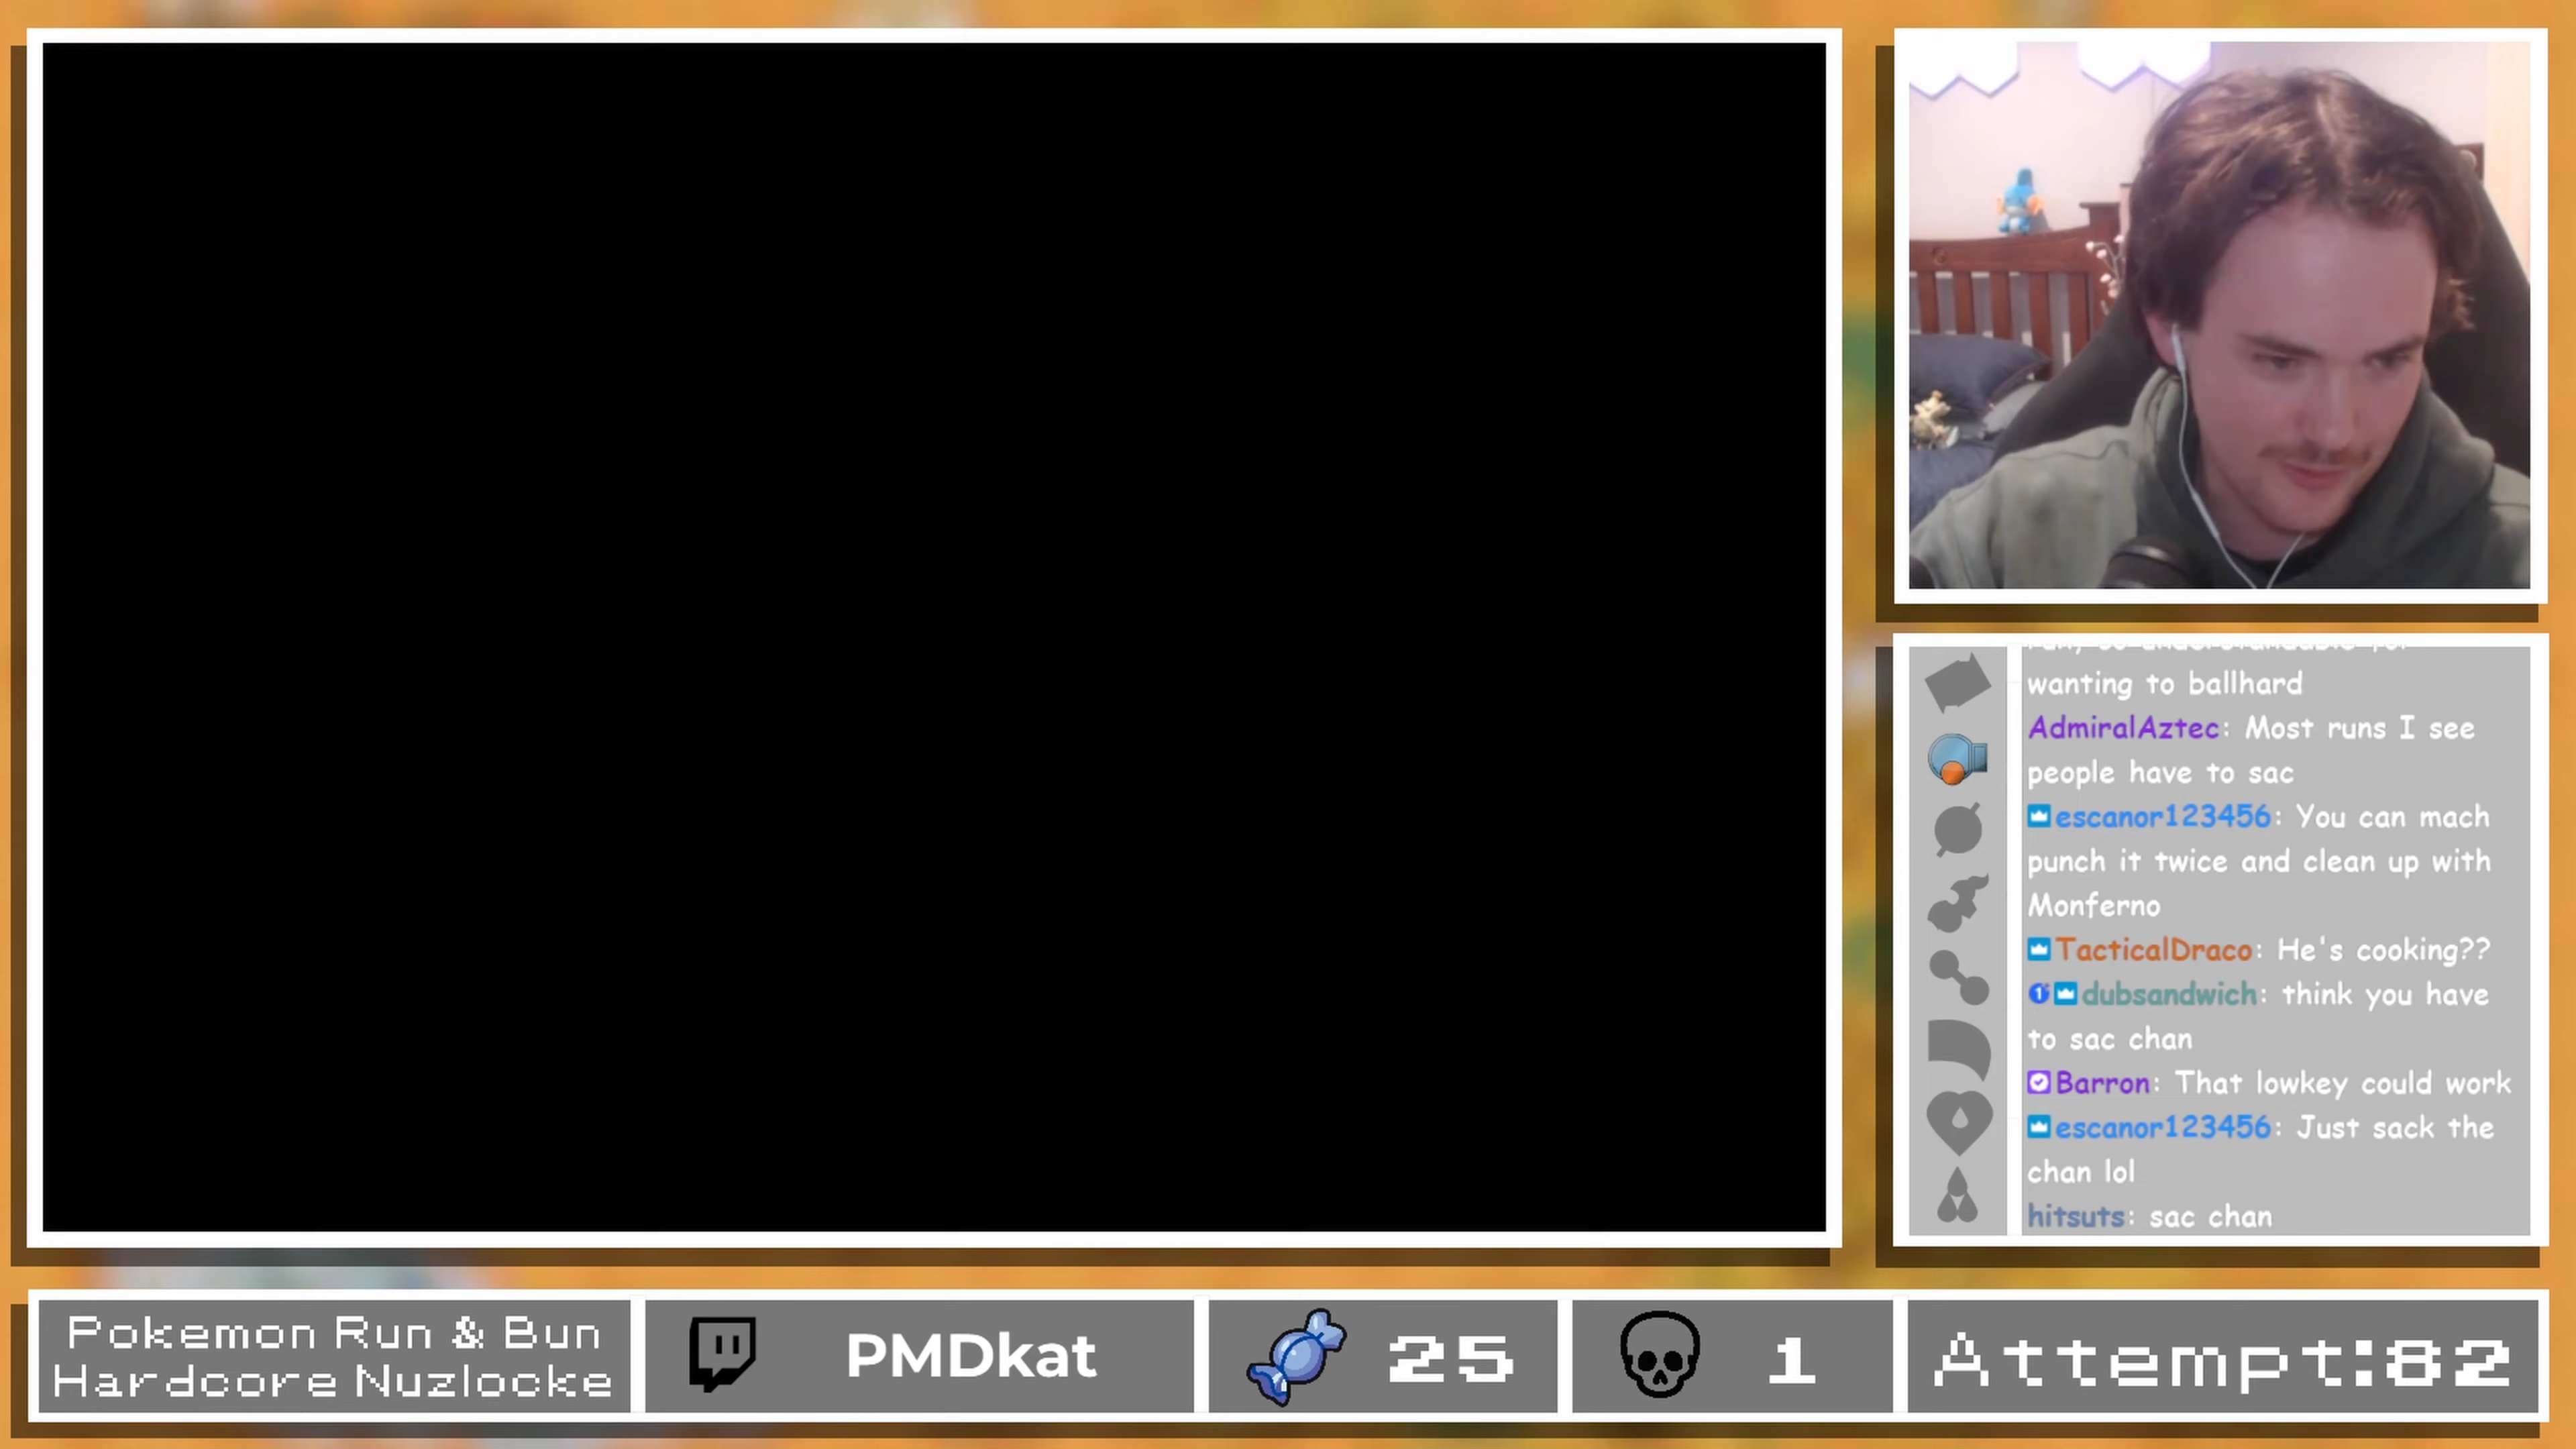 wanting to ballhard
AdmiralAztec: Most runs I see
people have to sac
escanor123456: You can mach
punch it twice and clean up with
Monferno
TacticalDraco: He's cooking??
1 dubsandwich: think you have
to sac chan
Barron: That lowkey could work
escanor123456: Just sack the
chan lol
hitsuts: sac chan
Pokemon Run & Bun
Hardcore Nuzlocke
PMDkat
25
1
Attempt:82